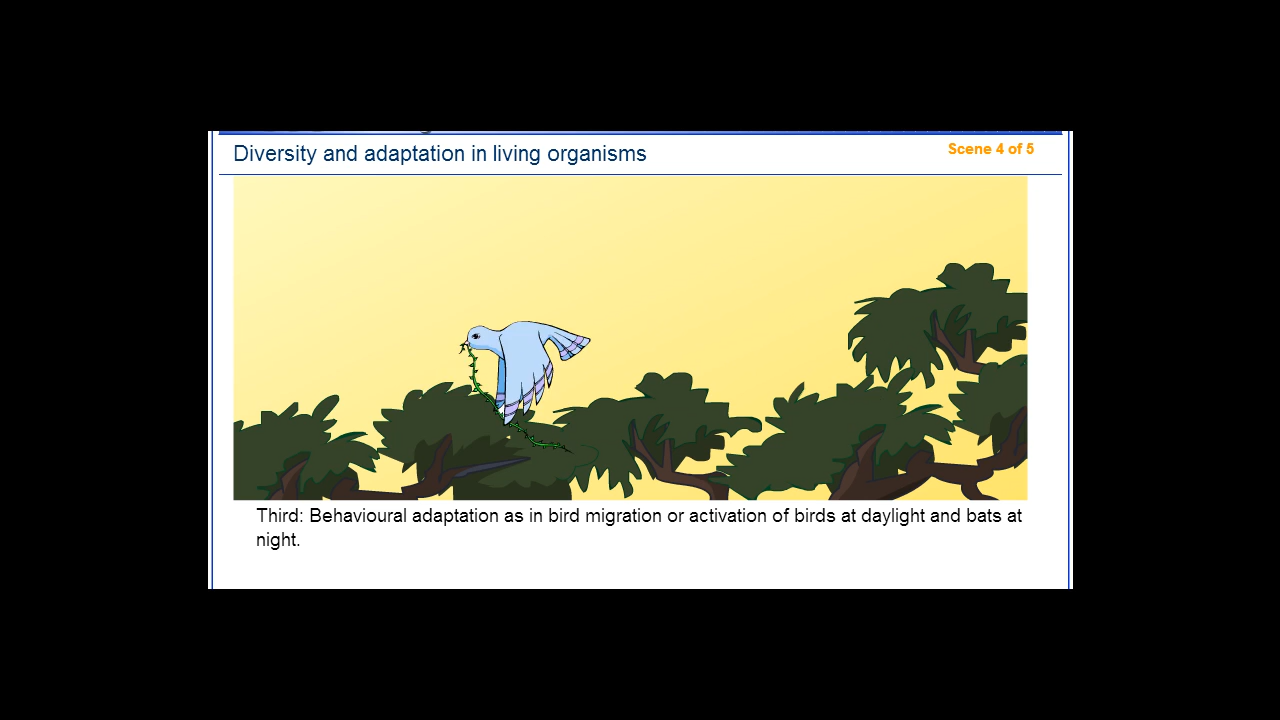 Diversity and adaptation in living organisms
Scene 4 of 5
Third: Behavioural adaptation as in bird migration or activation of birds at daylight and bats at
night.